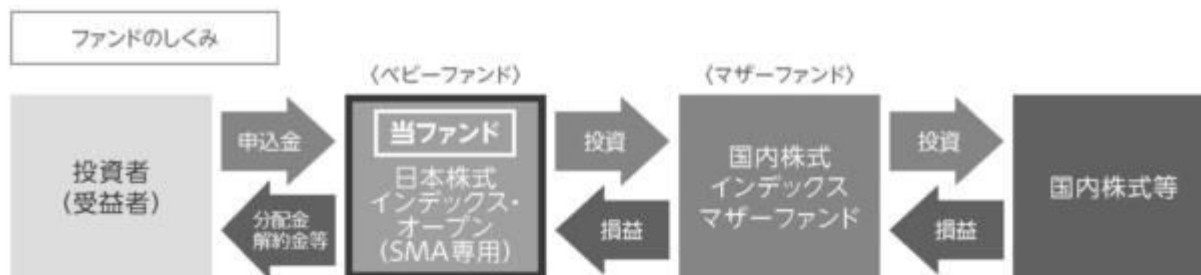 ファンドのしくみ
〈ベビーファンド〉
〈マザーファンド〉
投資者
(受益者)
申込金
分配金
解約金等
当ファンド
日本株式
インデックス・
オープン
(SMA専用)
投資
損益
国内株式
インデックス
マザーファンド
投資
損益
国内株式等